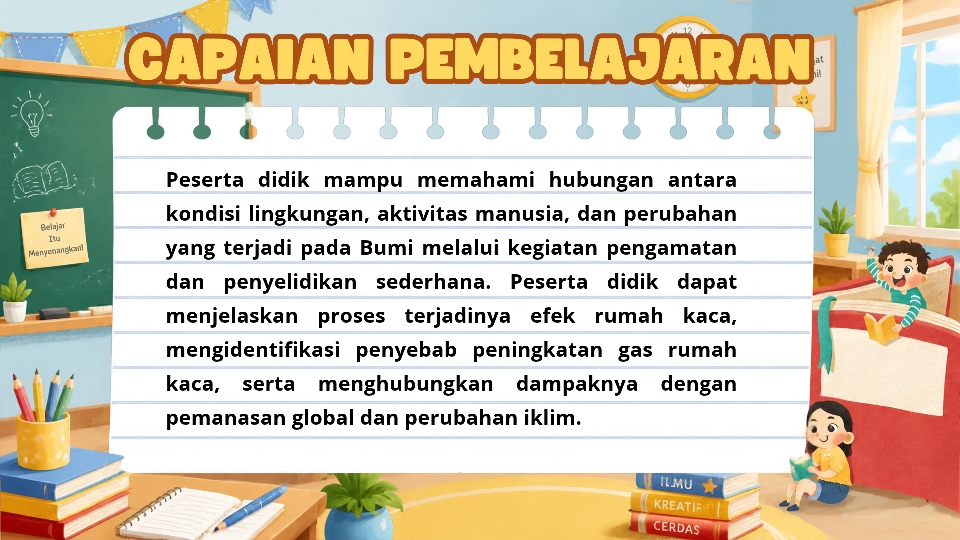 CAPAIAN PEMBELAJARAN
Peserta didik mampu memahami hubungan antara
kondisi lingkungan, aktivitas manusia, dan perubahan
yang terjadi pada Bumi melalui kegiatan pengamatan
dan penyelidikan sederhana. Peserta didik dapat
menjelaskan proses terjadinya efek rumah kaca,
mengidentifikasi penyebab peningkatan gas rumah
kaca, serta menghubungkan dampaknya dengan
pemanasan global dan perubahan iklim.
Belajar
Itu
Menyenangkan!
ILMU
KREATIF
CERDAS